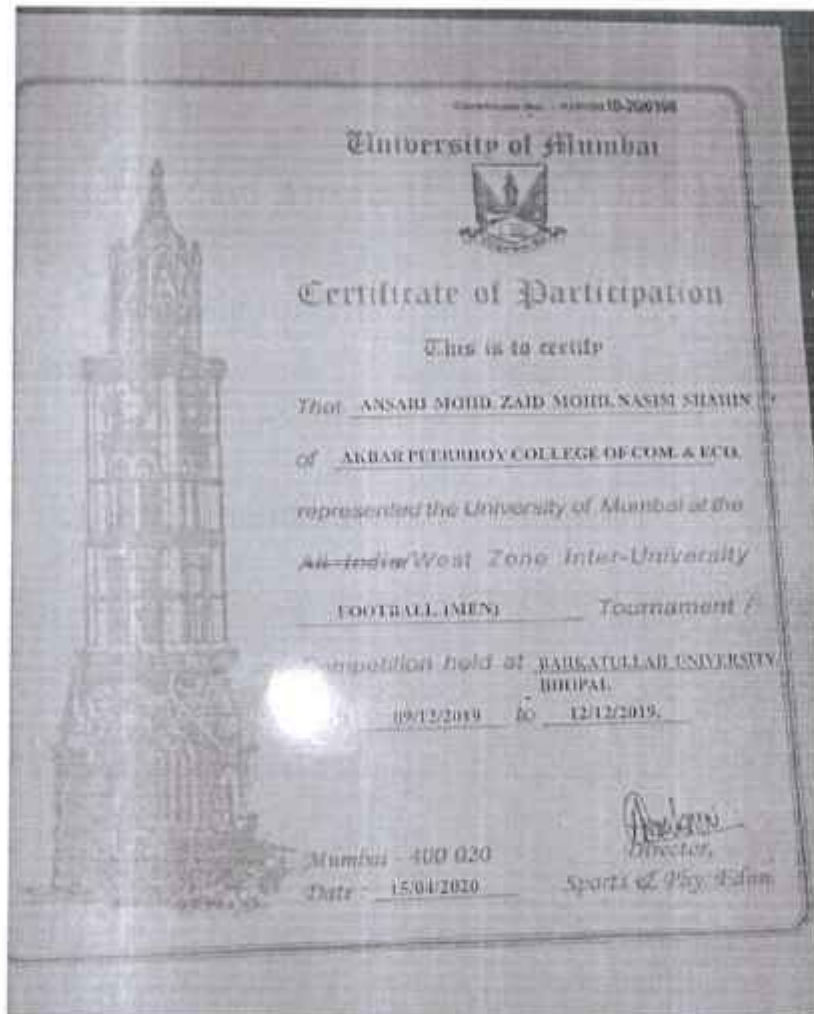 University of Mumbai
Certificate of Participation
This is to certify
That ANSARI MOHD. ZAID MOHD. NASIM SHAHIN
of AKBAR PEERBHOY COLLEGE OF COM. & ECO.
represented the University of Mumbai at the
All-India/West Zone Inter-University
FOOTBALL (MEN) Tournament /
Competition held at BARKATULLAH UNIVERSITY,
BHOPAL
09/12/2019 to 12/12/2019.
Director,
Mumbai - 400 020
Date 15/04/2020 Sports & Phy. Edun.